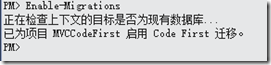 PM> Enable-Migrations
正在检查上下文的目标是否为现有数据库...
已为项目 MVCCodeFirst 启用 Code First 迁移。
PM>